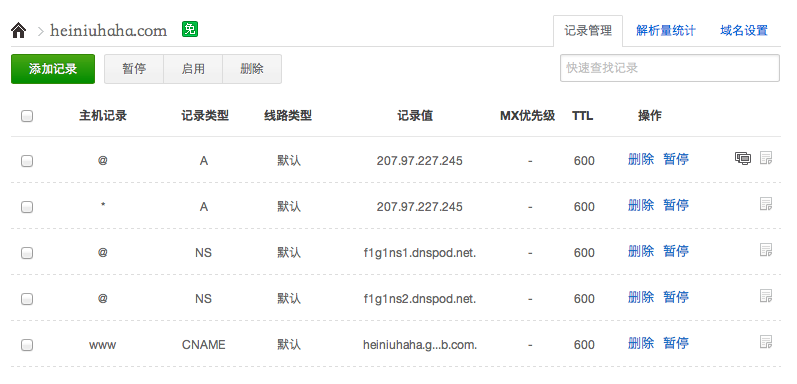 heiniuhaha.com 免 记录管理 解析量统计 域名设置
添加记录 暂停 启用 删除 快速查找记录
主机记录 记录类型 线路类型 记录值 MX优先级 TTL 操作
@ A 默认 207.97.227.245 - 600 删除 暂停
* A 默认 207.97.227.245 - 600 删除 暂停
@ NS 默认 f1g1ns1.dnspod.net. - 600 删除 暂停
@ NS 默认 f1g1ns2.dnspod.net. - 600 删除 暂停
www CNAME 默认 heiniuhaha.g...b.com. - 600 删除 暂停